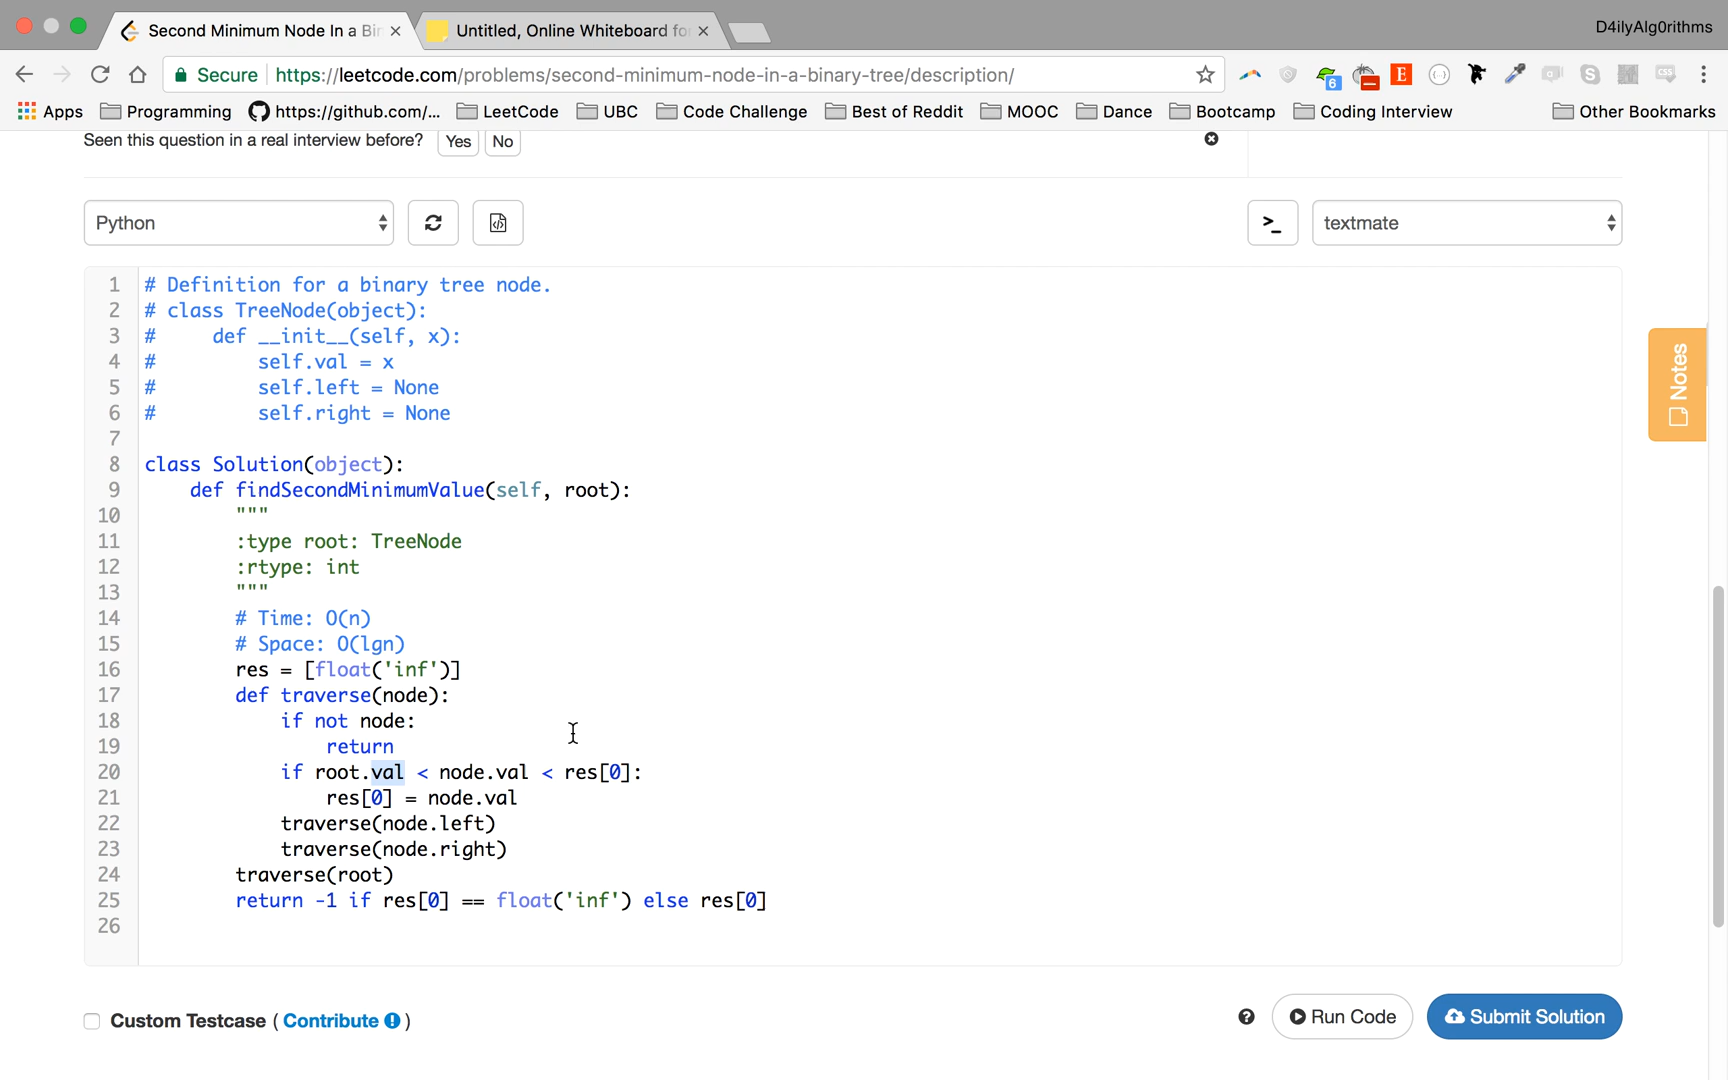 Second Minimum Node In a Bin
Untitled, Online Whiteboard for
D4ilyAlg0rithms
Secure
https://leetcode.com/problems/second-minimum-node-in-a-binary-tree/description/
Apps
Programming
https://github.com/...
LeetCode
UBC
Code Challenge
Best of Reddit
MOOC
Dance
Bootcamp
Coding Interview
Other Bookmarks
Seen this question in a real interview before?
Yes
No
Python
>_
textmate
Notes
1 # Definition for a binary tree node.
2 # class TreeNode(object):
3 #     def __init__(self, x):
4 #         self.val = x
5 #         self.left = None
6 #         self.right = None
7
8 class Solution(object):
9     def findSecondMinimumValue(self, root):
10         """
11         :type root: TreeNode
12         :rtype: int
13         """
14         # Time: O(n)
15         # Space: O(lgn)
16         res = [float('inf')]
17         def traverse(node):
18             if not node:
19                 return
20             if root.val < node.val < res[0]:
21                 res[0] = node.val
22             traverse(node.left)
23             traverse(node.right)
24         traverse(root)
25         return -1 if res[0] == float('inf') else res[0]
26
Custom Testcase ( Contribute )
Run Code
Submit Solution